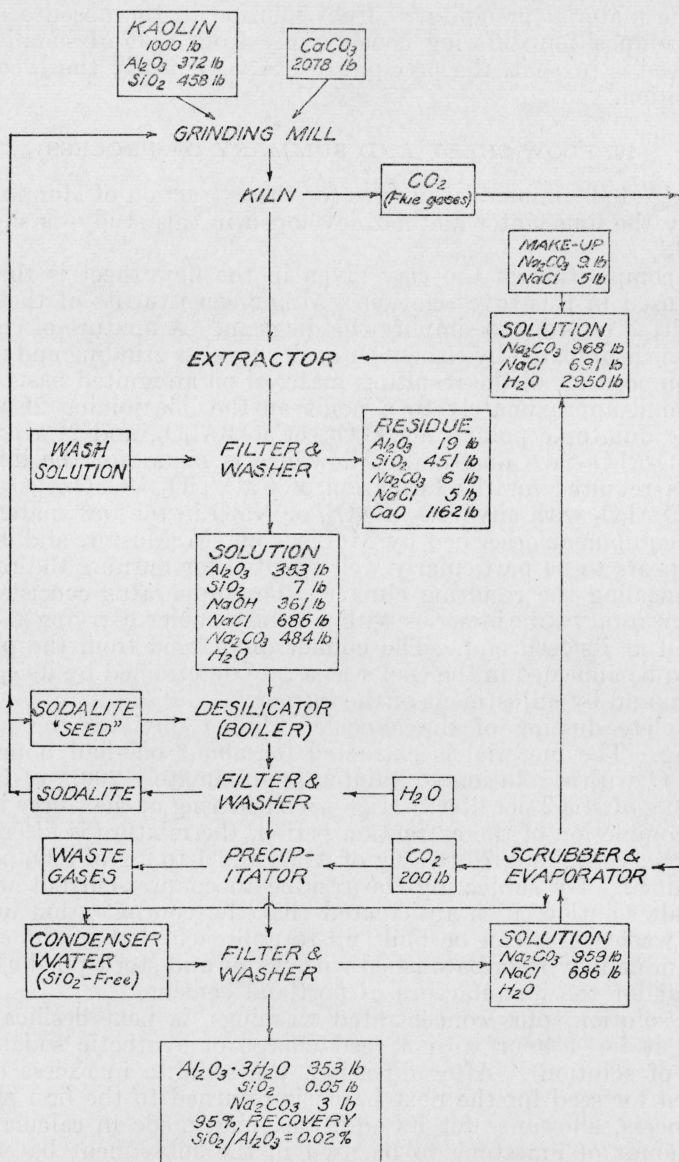 KAOLIN
1000 lb
Al2O3 372 lb
SiO2 458 lb
CaCO3
2078 lb
GRINDING MILL
KILN
CO2
(Flue gases)
MAKE-UP
Na2CO3 9 lb
NaCl 5 lb
SOLUTION
Na2CO3 968 lb
NaCl 691 lb
H2O 2950 lb
EXTRACTOR
WASH
SOLUTION
FILTER &
WASHER
RESIDUE
Al2O3 19 lb
SiO2 451 lb
Na2CO3 6 lb
NaCl 5 lb
CaO 1162 lb
SOLUTION
Al2O3 353 lb
SiO2 7 lb
NaOH 361 lb
NaCl 686 lb
Na2CO3 484 lb
H2O
SODALITE
"SEED"
DESILICATOR
(BOILER)
SODALITE
FILTER &
WASHER
H2O
WASTE
GASES
PRECIP-
ITATOR
CO2
200 lb
SCRUBBER &
EVAPORATOR
CONDENSER
WATER
(SiO2-Free)
FILTER &
WASHER
SOLUTION
Na2CO3 959 lb
NaCl 686 lb
H2O
Al2O3·3H2O 353 lb
SiO2 0.05 lb
Na2CO3 3 lb
95% RECOVERY
SiO2/Al2O3 = 0.02%